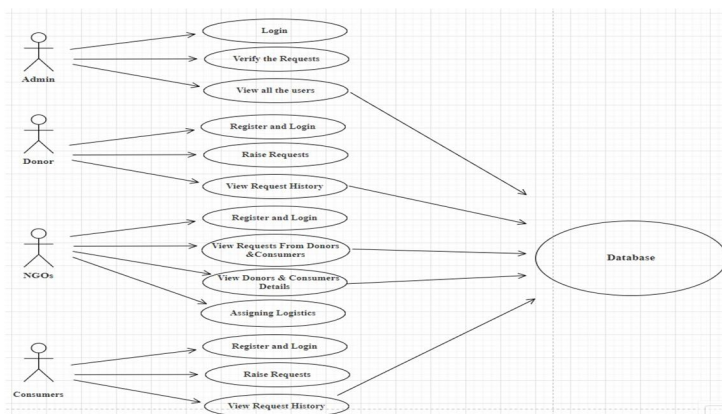 Login
Verify the Requests
Admin
View all the users
Register and Login
Raise Requests
Donor
View Request History
Register and Login
View Requests From Donors
&Consumers
Database
NGOs
View Donors & Consumers
Details
Assigning Logistics
Register and Login
Raise Requests
Consumers
View Request History